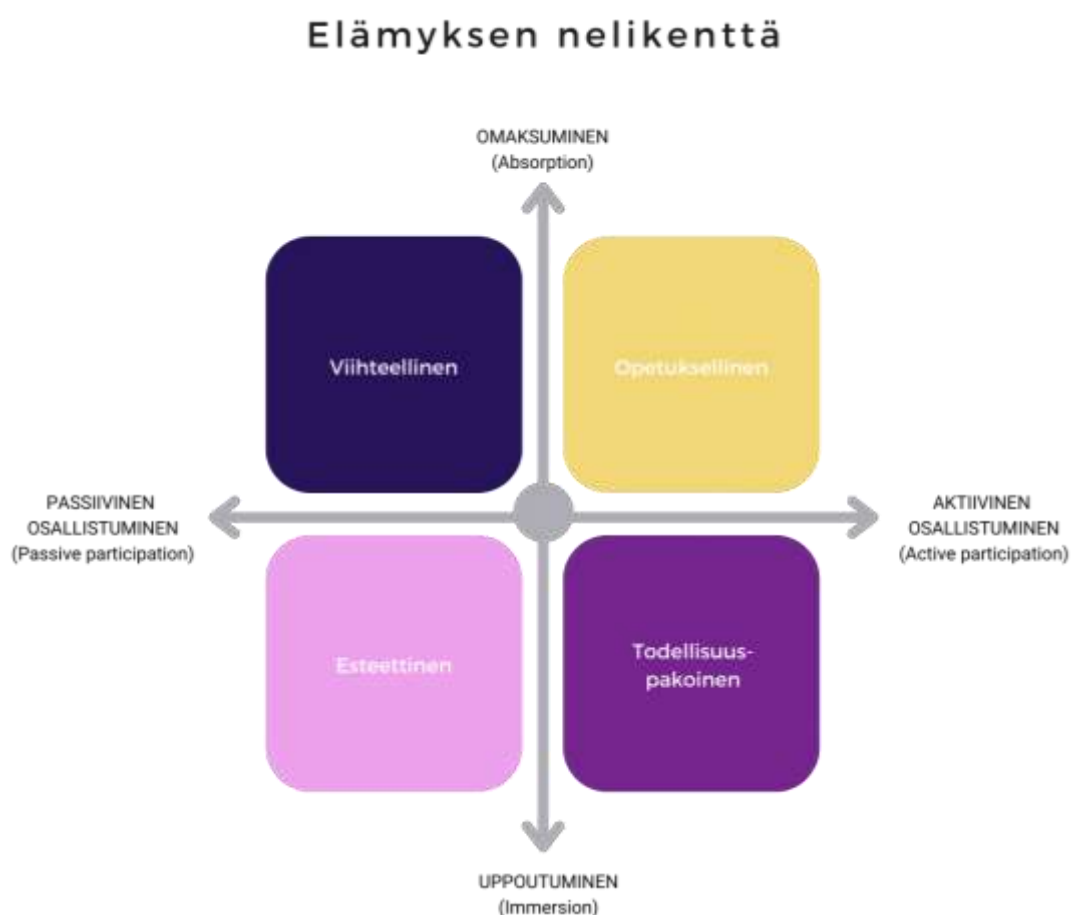 Elämyksen nelikenttä
OMAKSUMINEN
(Absorption)
Viihteellinen
Opetuksellinen
PASSIIVINEN
OSALLISTUMINEN
(Passive participation)
AKTIIVINEN
OSALLISTUMINEN
(Active participation)
Esteettinen
Todellisuus-
pakoinen
UPPOUTUMINEN
(Immersion)